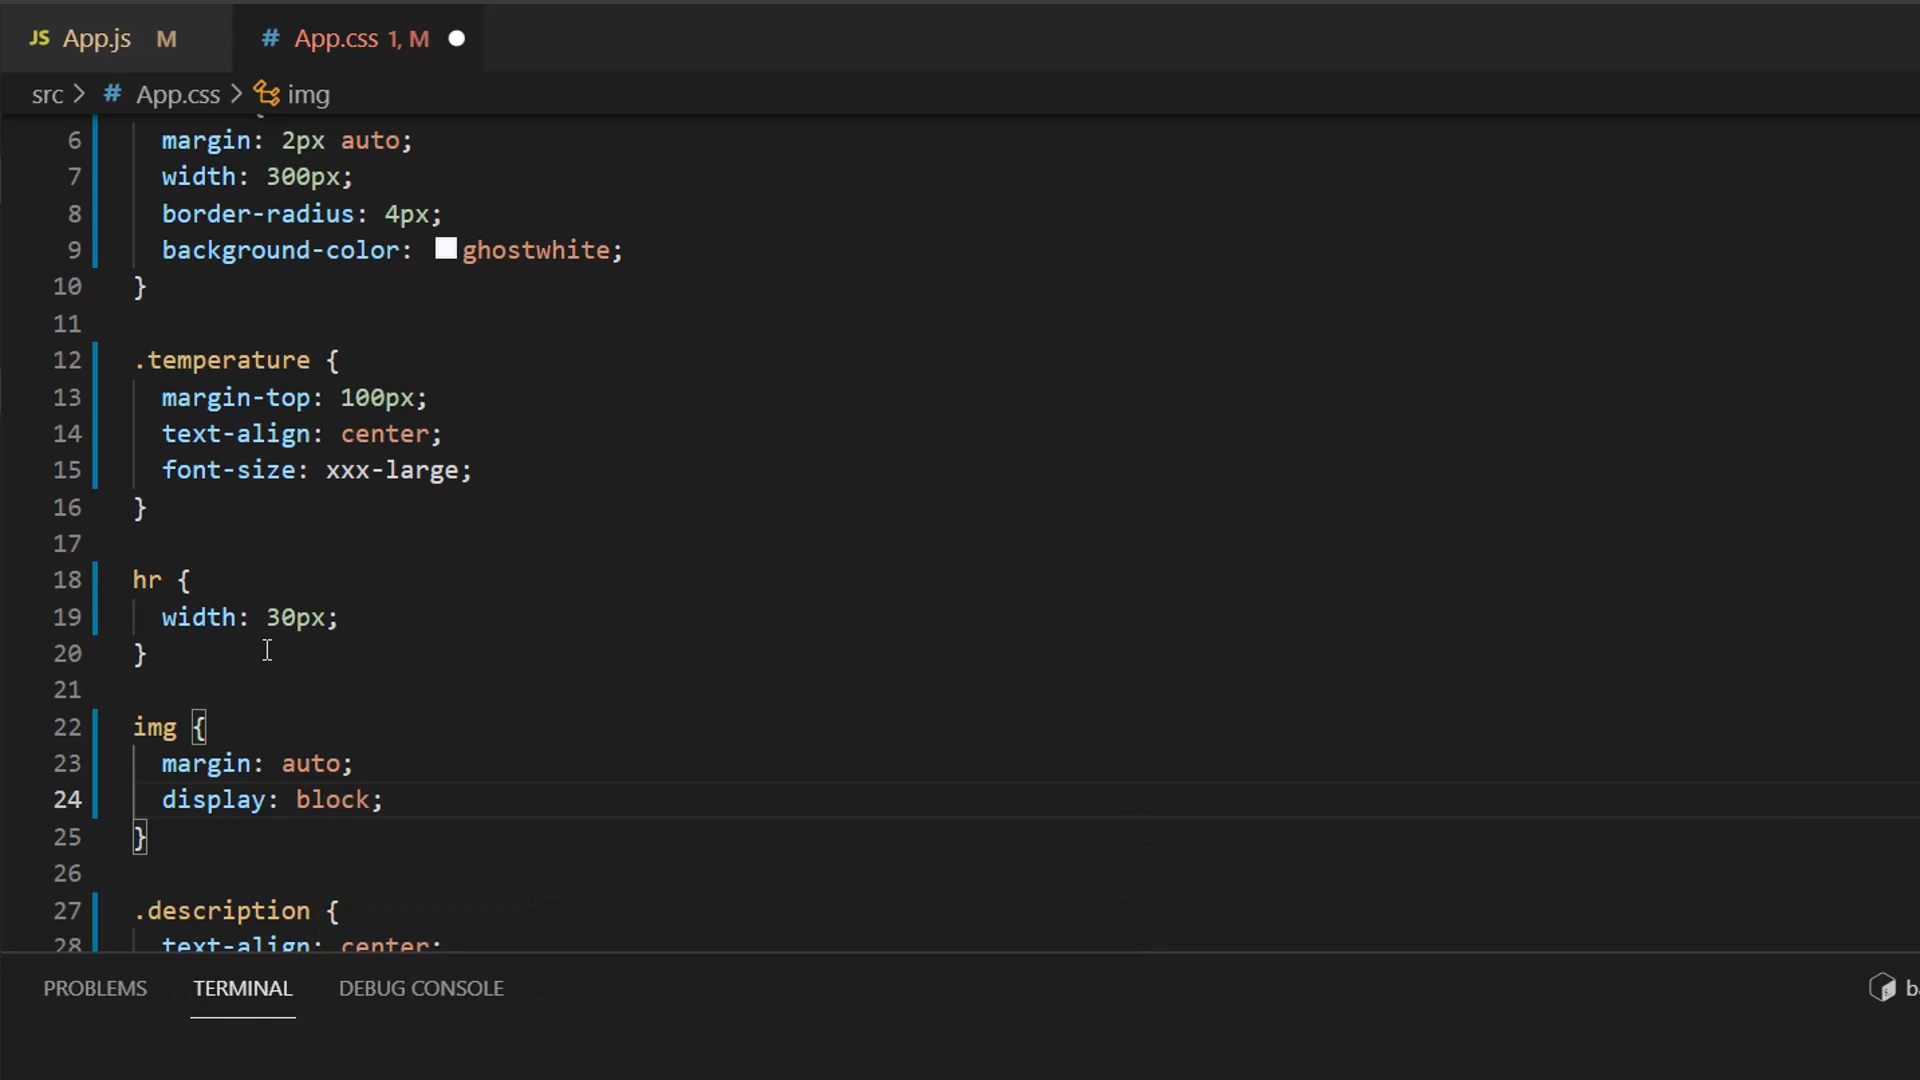 JS App.js M # App.css 1, M
src > # App.css > img
{
6 margin: 2px auto;
7 width: 300px;
8 border-radius: 4px;
9 background-color: ghostwhite;
10 }
11
12 .temperature {
13 margin-top: 100px;
14 text-align: center;
15 font-size: xxx-large;
16 }
17
18 hr {
19 width: 30px;
20 }
21
22 img {
23 margin: auto;
24 display: block;
25 }
26
27 .description {
28 text-align: center;
PROBLEMS TERMINAL DEBUG CONSOLE